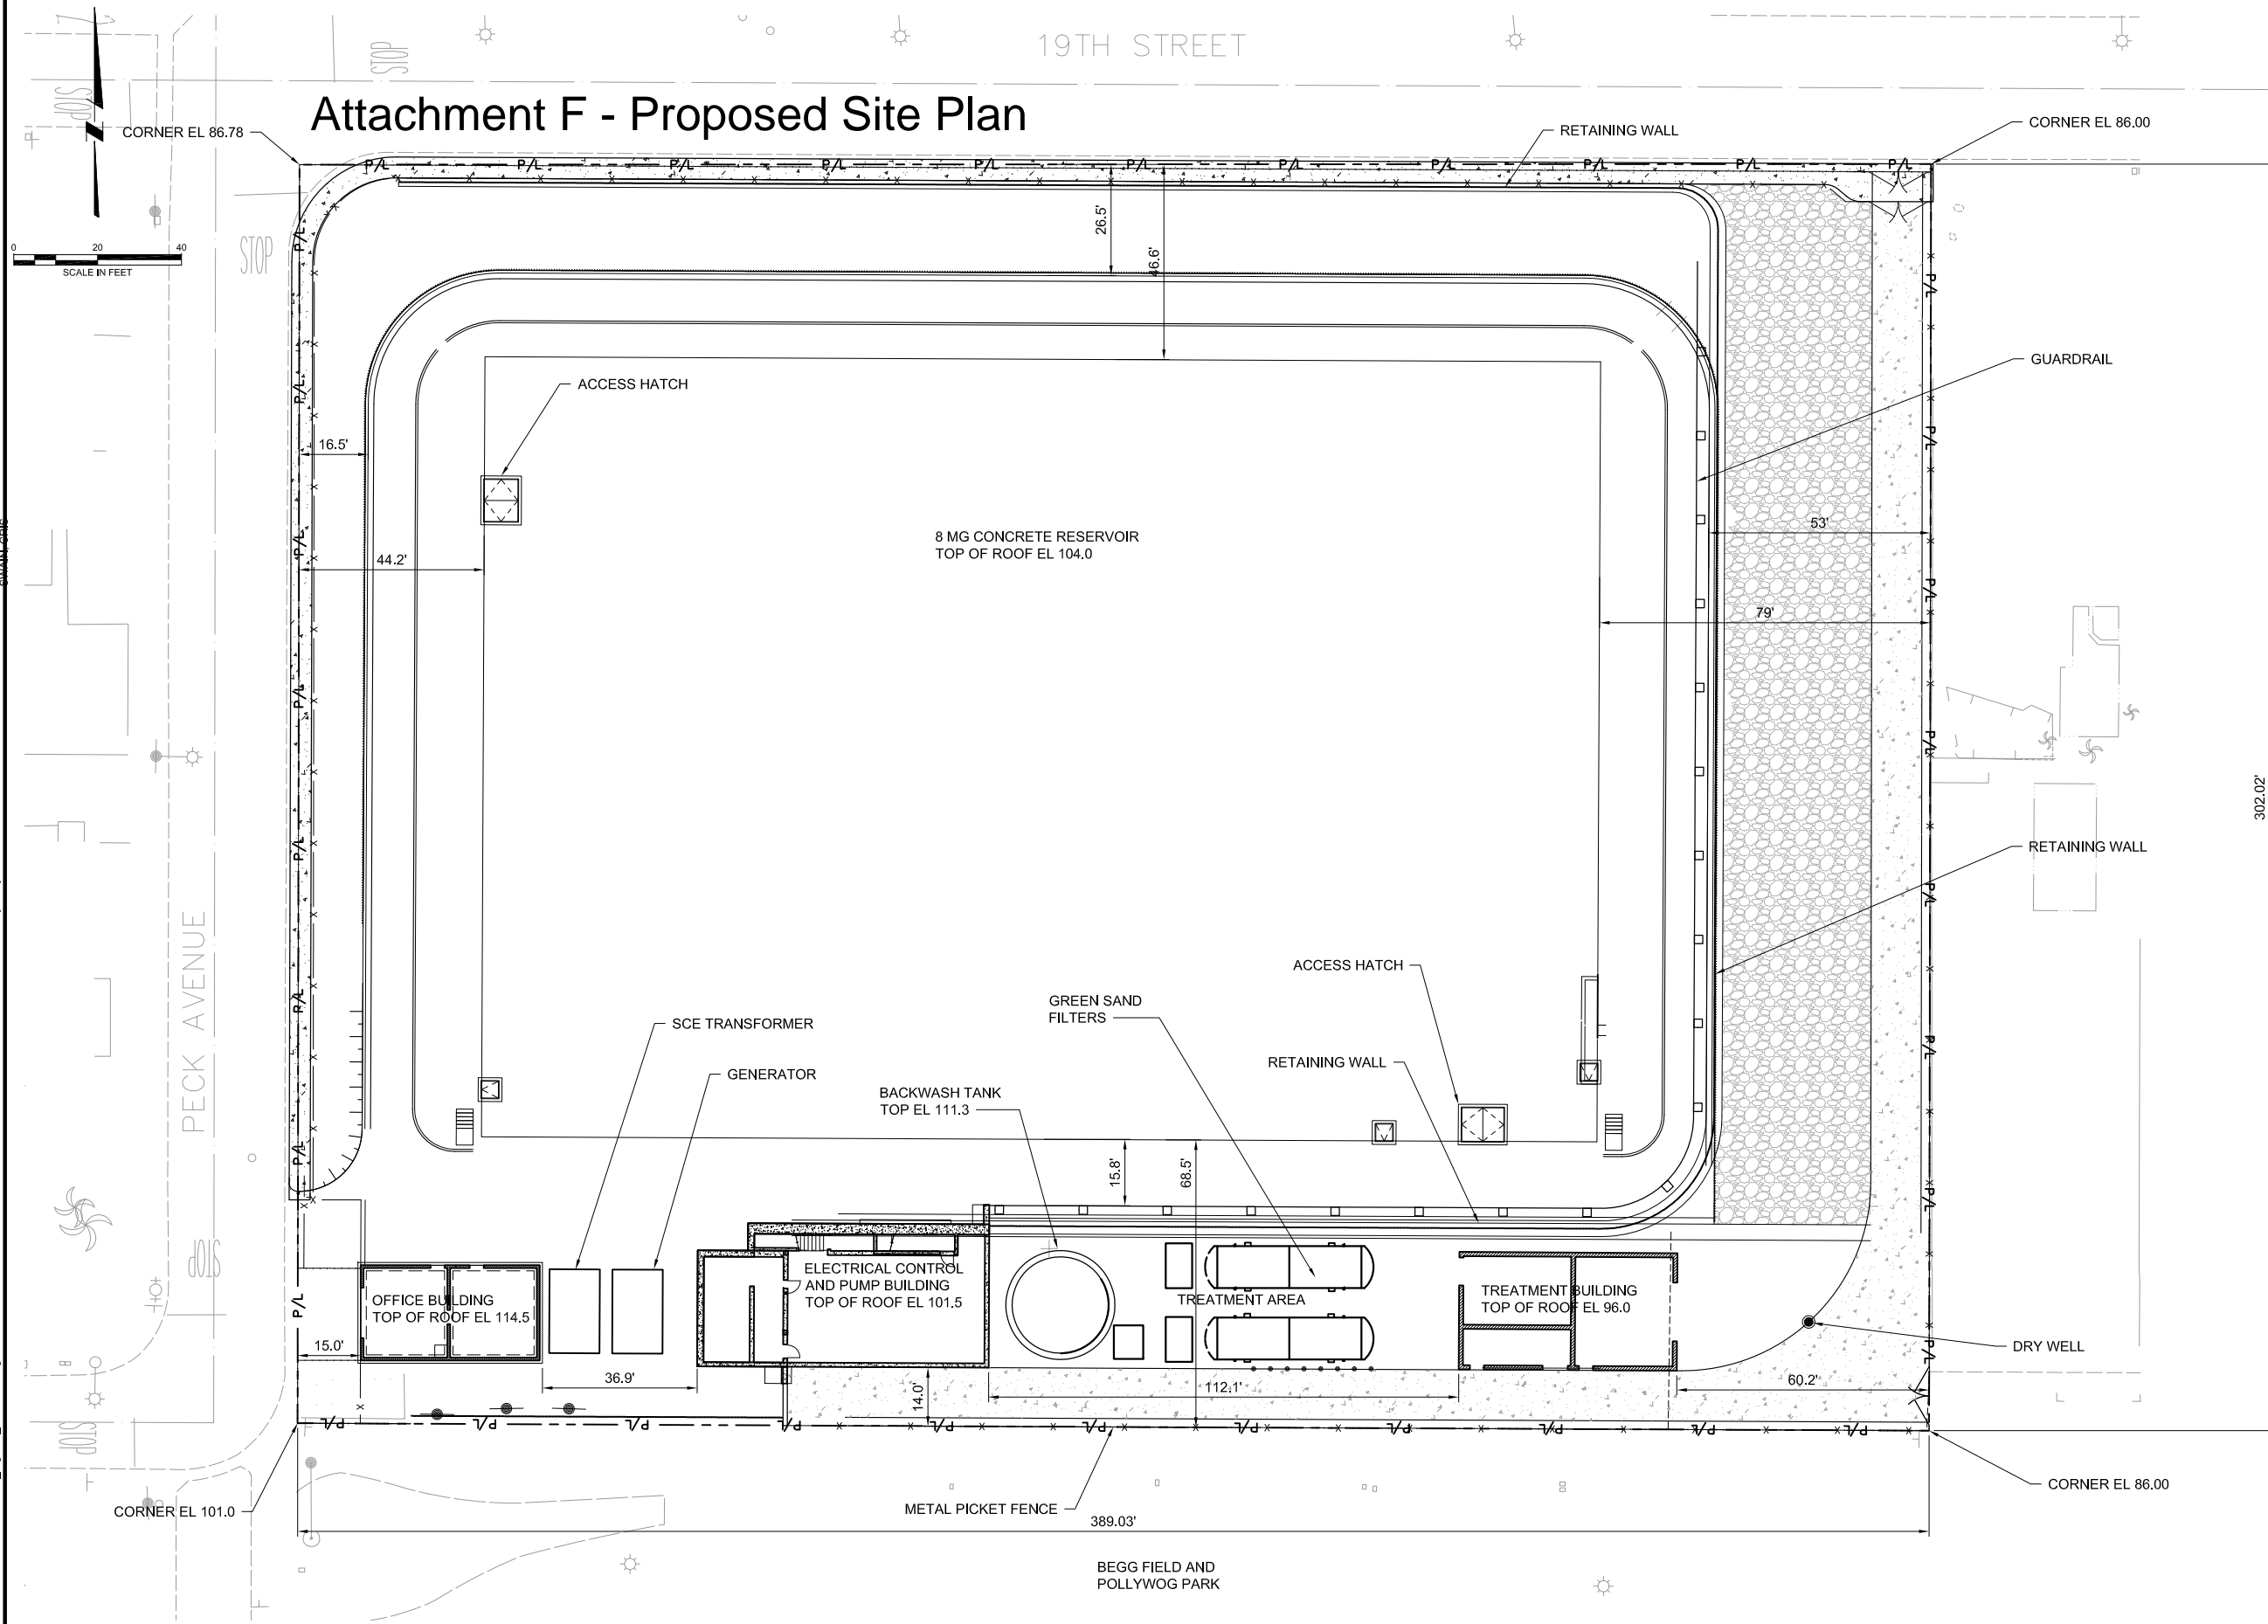 19TH STREET
STOP
STOP
Attachment F - Proposed Site Plan
CORNER EL 86.78
RETAINING WALL
CORNER EL 86.00
P/L P/L P/L P/L P/L P/L P/L P/L P/L P/L P/L
0 20 40
SCALE IN FEET
STOP
26.5'
46.6'
GUARDRAIL
ACCESS HATCH
16.5'
44.2'
8 MG CONCRETE RESERVOIR
TOP OF ROOF EL 104.0
53'
79'
302.02'
RETAINING WALL
PECK AVENUE
ACCESS HATCH
GREEN SAND
FILTERS
SCE TRANSFORMER
RETAINING WALL
GENERATOR
BACKWASH TANK
TOP EL 111.3
15.8'
68.5'
STOP
ELECTRICAL CONTROL
AND PUMP BUILDING
TOP OF ROOF EL 101.5
OFFICE BUILDING
TOP OF ROOF EL 114.5
TREATMENT AREA
TREATMENT BUILDING
TOP OF ROOF EL 96.0
15.0'
DRY WELL
36.9'
14.0'
112.1'
60.2'
P/L P/L P/L P/L P/L P/L P/L P/L P/L P/L P/L
STOP
CORNER EL 86.00
CORNER EL 101.0
METAL PICKET FENCE
389.03'
BEGG FIELD AND
POLLYWOG PARK